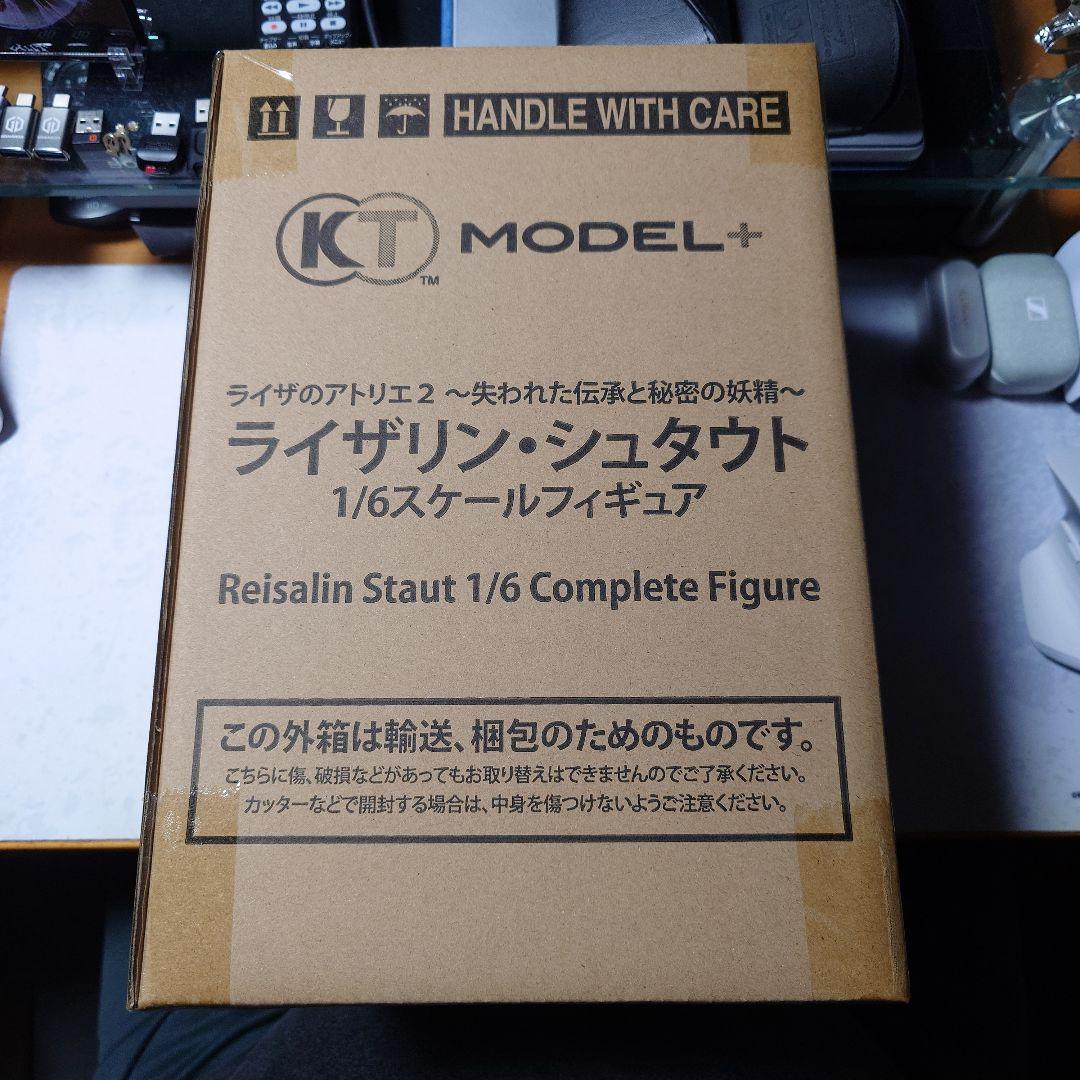 HANDLE WITH CARE
KT MODEL+
TM
ライザのアトリエ2 ～失われた伝承と秘密の妖精～
ライザリン・シュタウト
1/6スケールフィギュア
Reisalin Staut 1/6 Complete Figure
この外箱は輸送、梱包のためのものです。
こちらに傷、破損などがあってもお取り替えはできませんのでご了承ください。
カッターなどで開封する場合は、中身を傷つけないようご注意ください。